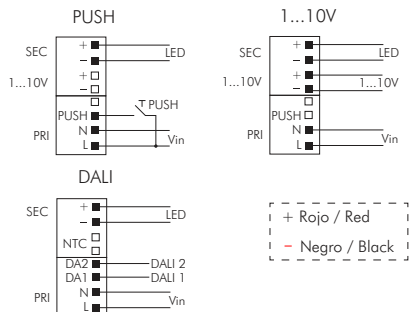 PUSH
SEC
+
−
LED
1...10V
+
−
PRI
PUSH
T PUSH
N
L
Vin
1...10V
SEC
+
−
LED
1...10V
+
−
1...10V
PRI
PUSH
N
L
Vin
DALI
SEC
+
−
LED
NTC
DA2
DALI 2
DA1
DALI 1
PRI
N
L
Vin
+ Rojo / Red
− Negro / Black